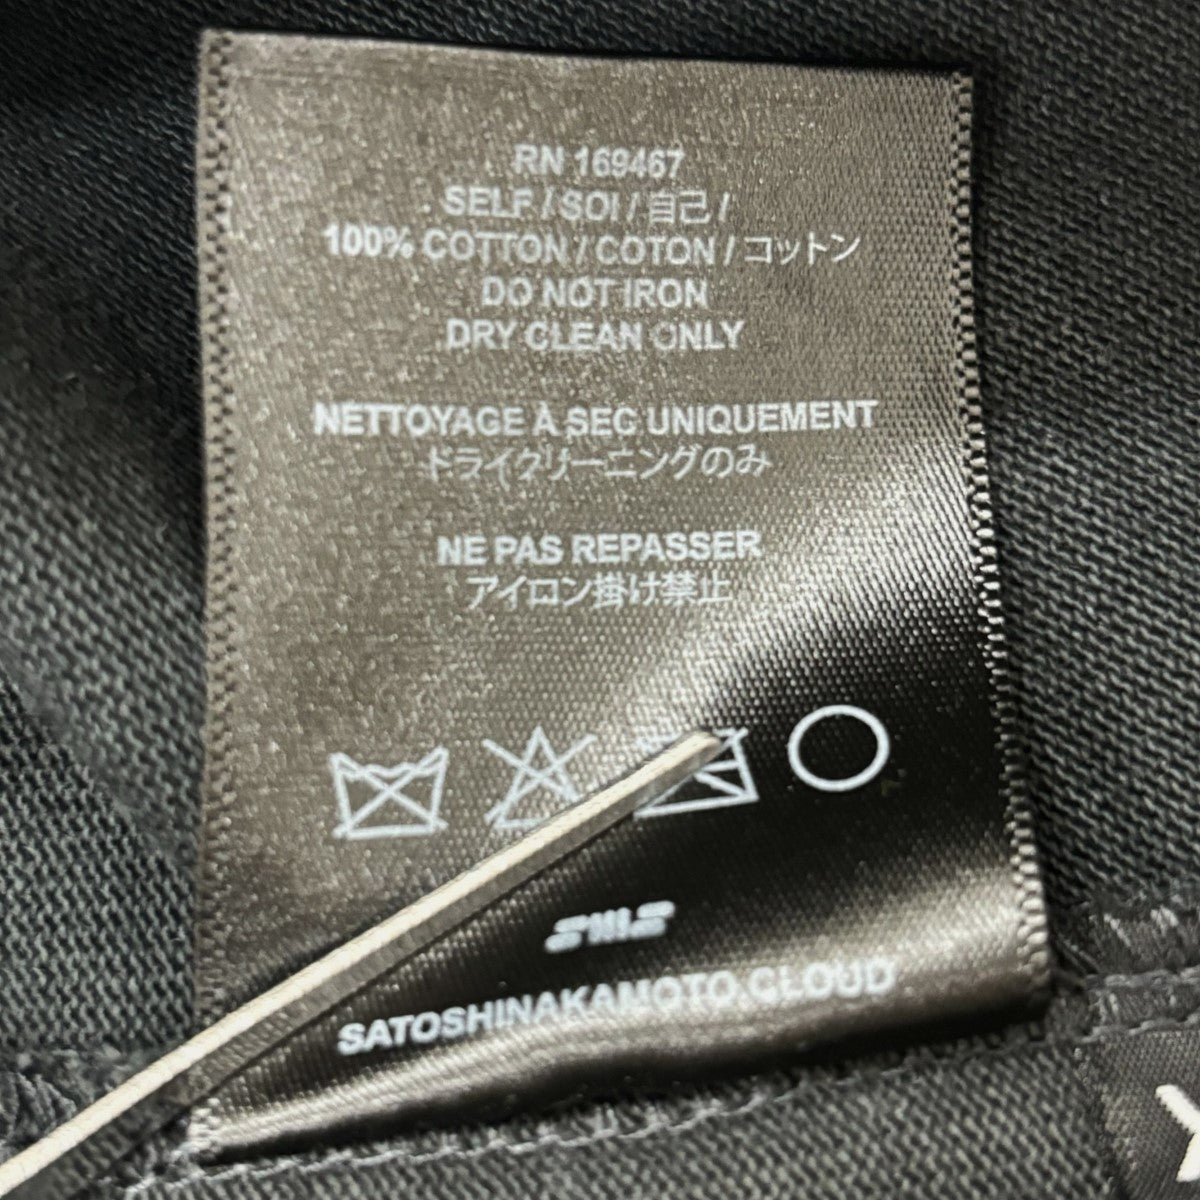 RN 169467
SELF / SOI / 自己 /
100% COTTON / COTON / コットン
DO NOT IRON
DRY CLEAN ONLY
NETTOYAGE À SEC UNIQUEMENT
ドライクリーニングのみ
NE PAS REPASSER
アイロン掛け禁止
SATOSHINAKAMOTO.CLOUD